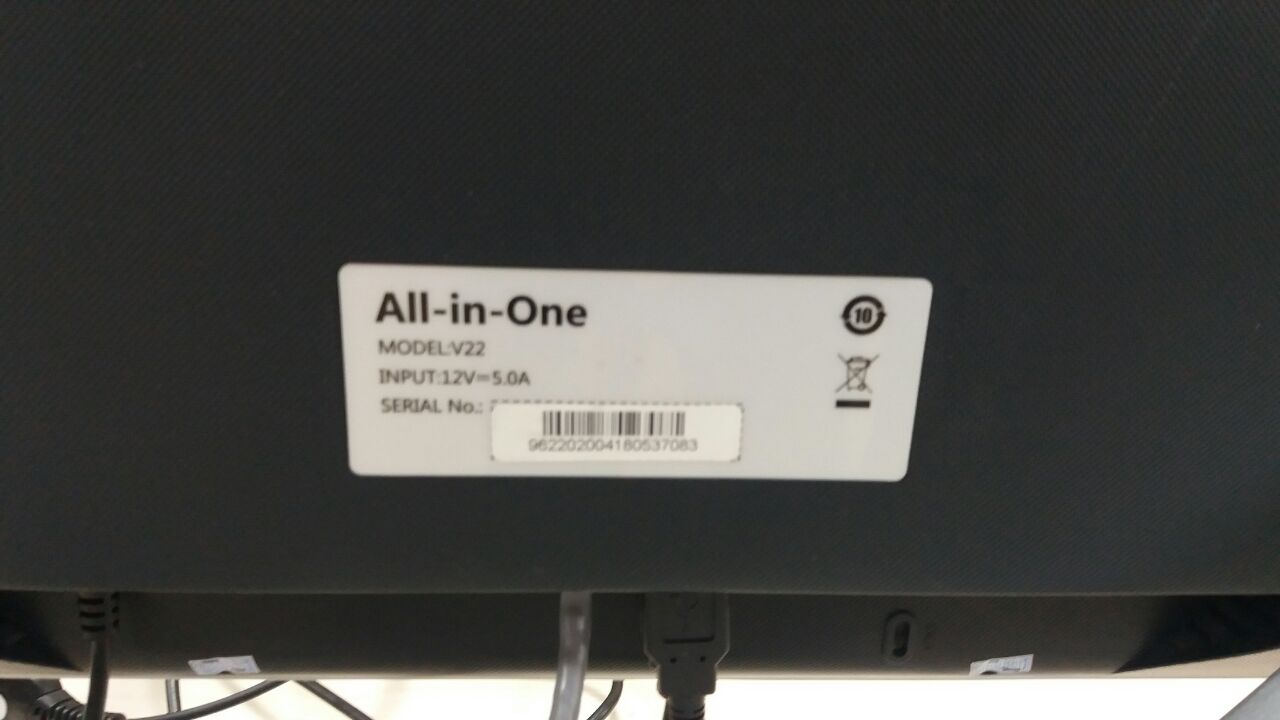 All-in-One
MODEL:V22
INPUT:12V⎓5.0A
SERIAL No.:
962202004180537083
10